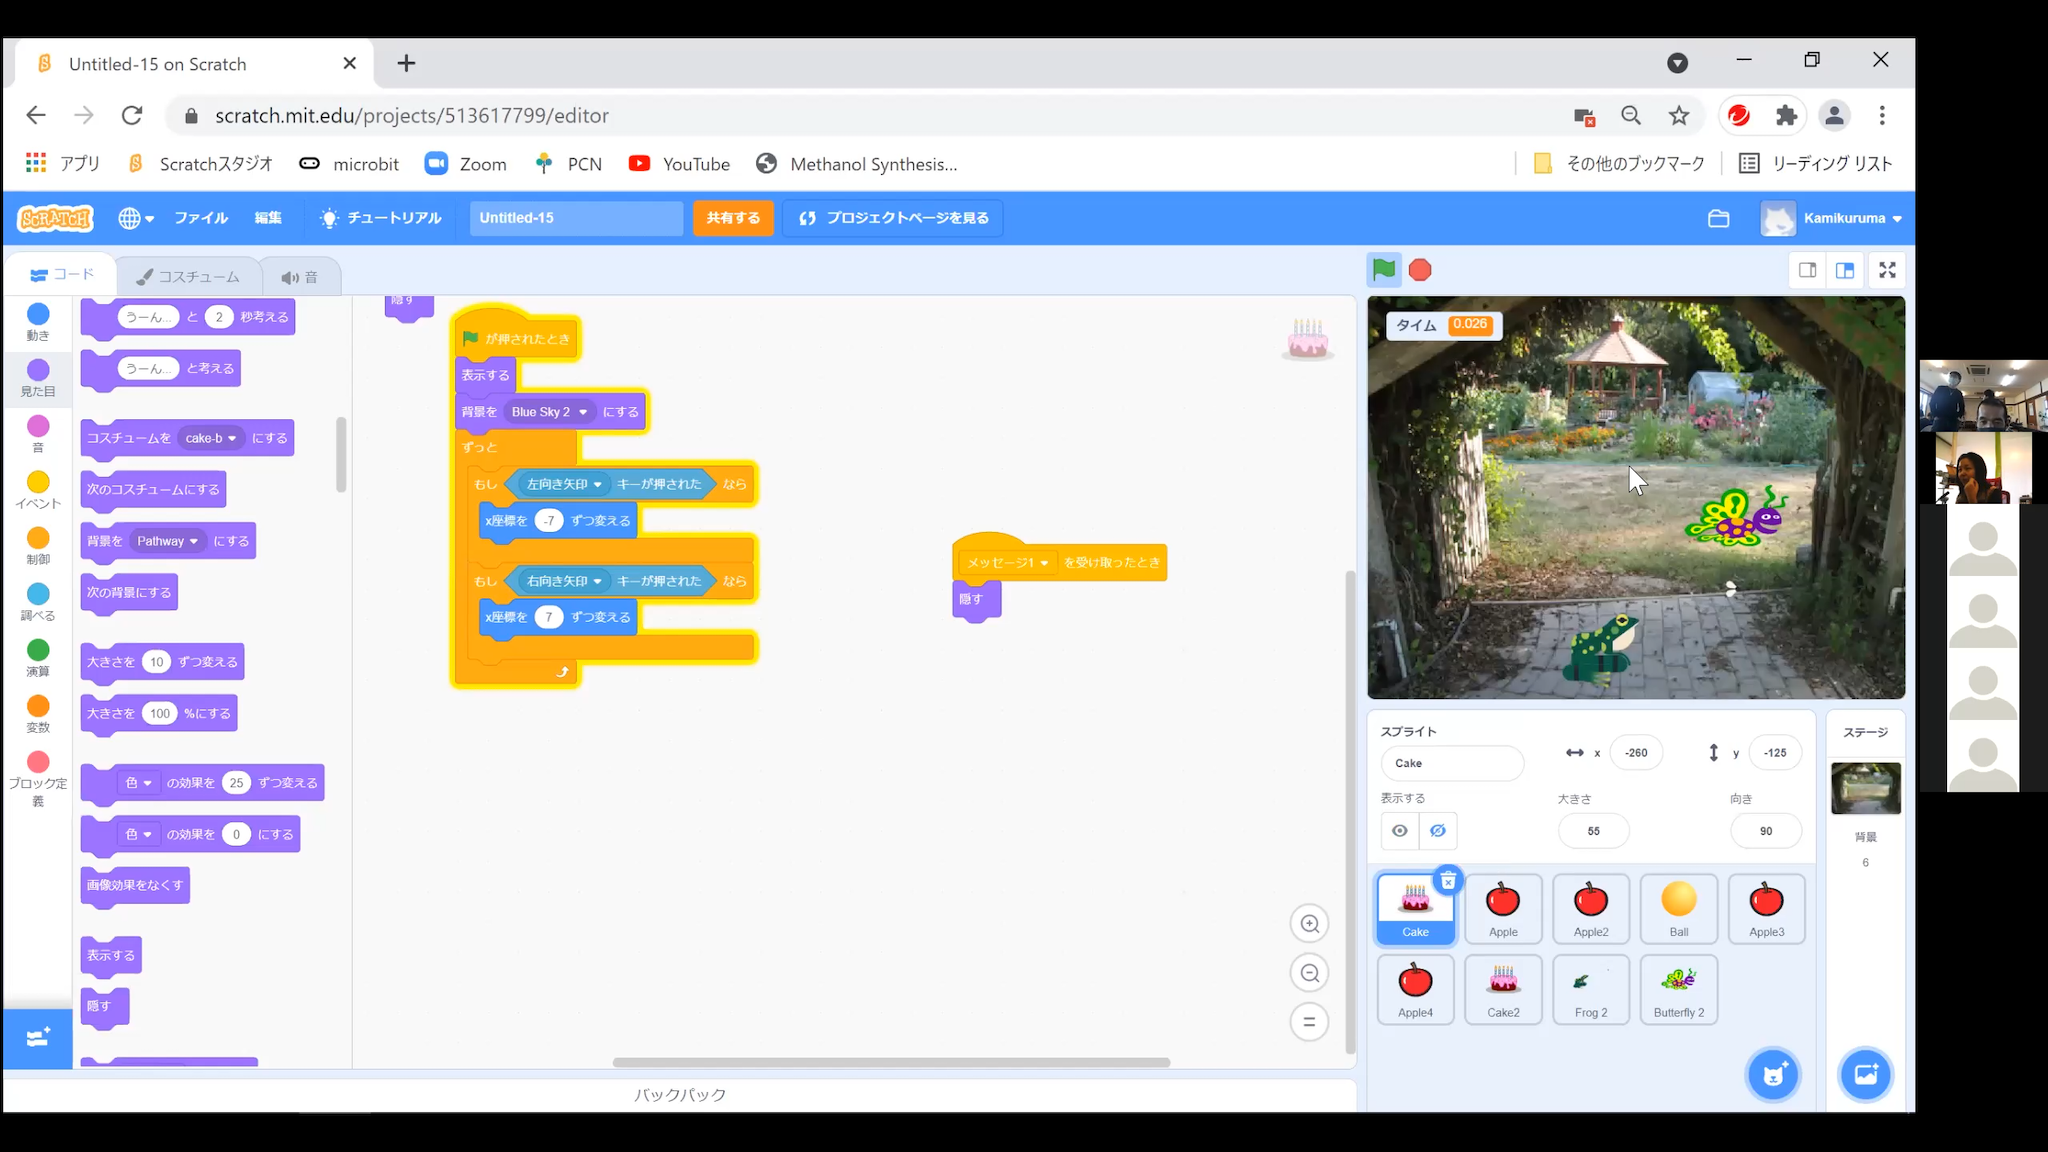 Untitled-15 on Scratch
scratch.mit.edu/projects/513617799/editor
アプリ Scratchスタジオ microbit Zoom PCN YouTube Methanol Synthesis... その他のブックマーク リーディング リスト
SCRATCH ファイル 編集 チュートリアル Untitled-15 共有する プロジェクトページを見る Kamikuruma
コード コスチューム 音
動き
見た目
音
イベント
制御
調べる
演算
変数
ブロック定義
うーん... と 2 秒考える
うーん... と考える
コスチュームを cake-b にする
次のコスチュームにする
背景を Pathway にする
次の背景にする
大きさを 10 ずつ変える
大きさを 100 %にする
色 の効果を 25 ずつ変える
色 の効果を 0 にする
画像効果をなくす
表示する
隠す
隠す
が押されたとき
表示する
背景を Blue Sky 2 にする
ずっと
もし 左向き矢印 キーが押された なら
x座標を -7 ずつ変える
もし 右向き矢印 キーが押された なら
x座標を 7 ずつ変える
メッセージ1 を受け取ったとき
隠す
バックパック
タイム 0.026
スプライト
Cake
x -260 y -125
表示する 大きさ 向き
55 90
Cake Apple Apple2 Ball Apple3
Apple4 Cake2 Frog 2 Butterfly 2
ステージ
背景
6